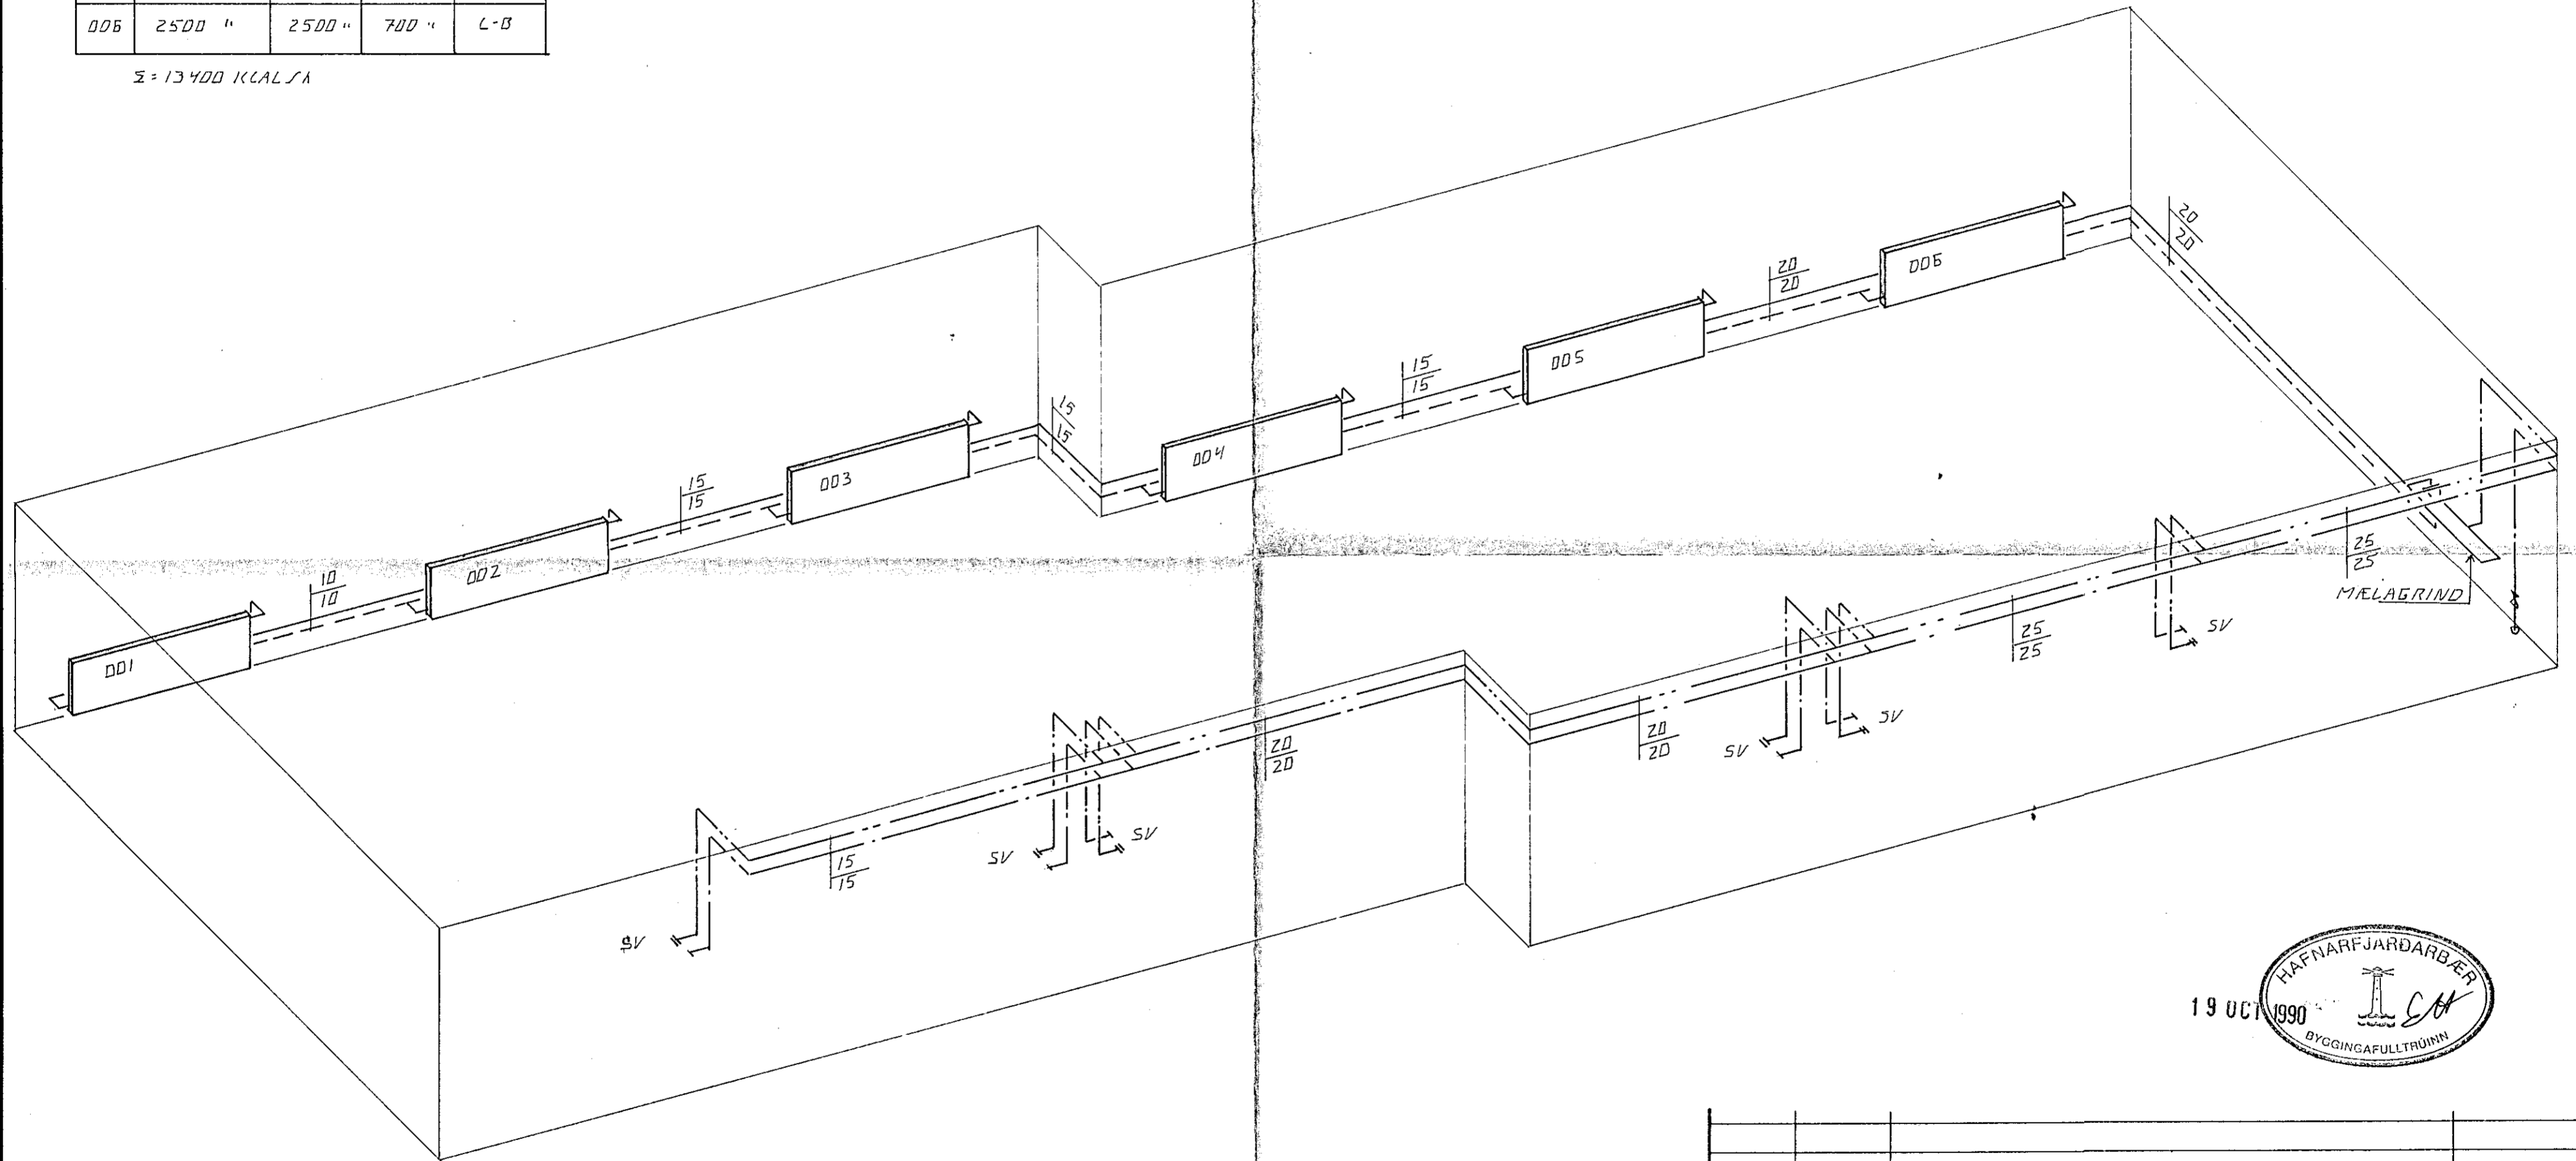 006 2500 " 2500 " 700 " L-B
Σ = 13400 KCAL/h
20
20
006
20
20
005
15
15
004
15
15
003
15
15
002
10
10
001
25
25
MÆLAGRIND
SV
25
25
SV
SV
20
20
20
20
SV
SV
15
15
SV
HAFNARFJARÐARBÆR
19 OCT 1990
BYGGINGAFULLTRÚINN